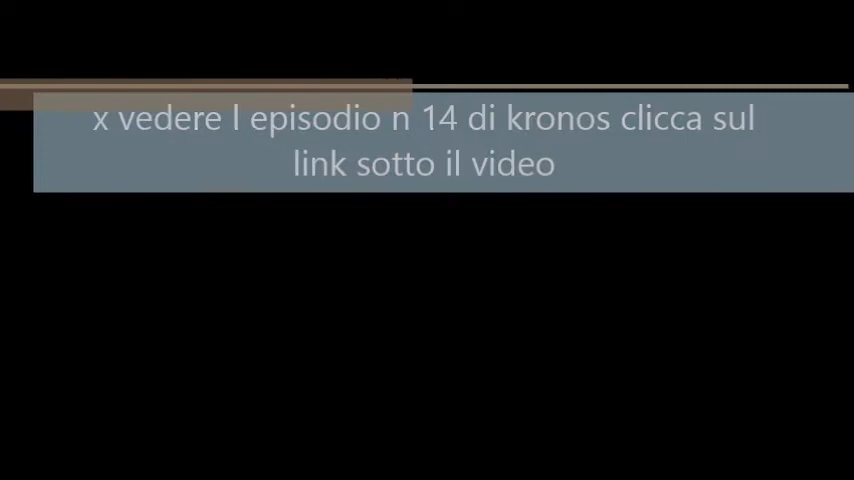 x vedere l episodio n 14 di kronos clicca sul
link sotto il video